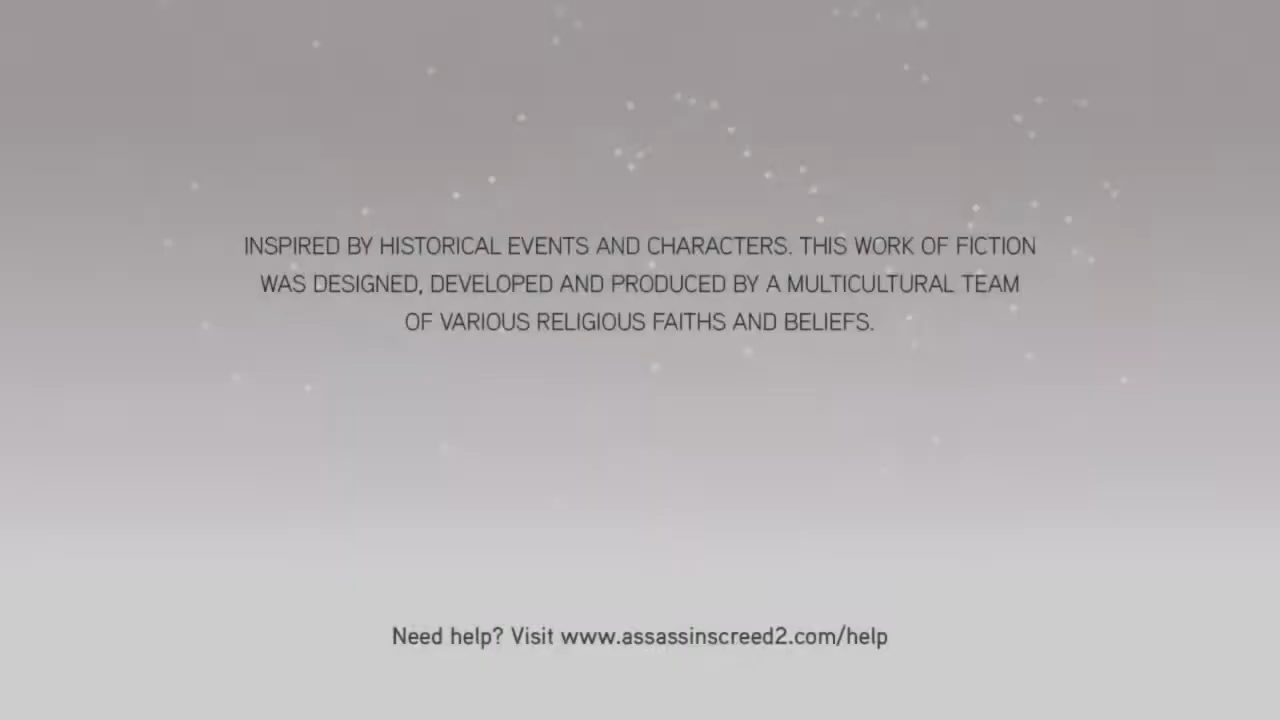 INSPIRED BY HISTORICAL EVENTS AND CHARACTERS. THIS WORK OF FICTION
WAS DESIGNED, DEVELOPED AND PRODUCED BY A MULTICULTURAL TEAM
OF VARIOUS RELIGIOUS FAITHS AND BELIEFS.
Need help? Visit www.assassinscreed2.com/help